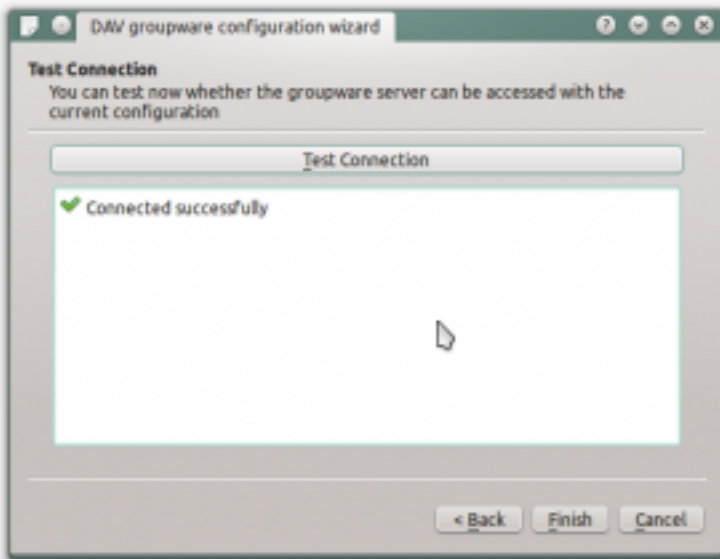 DAV groupware configuration wizard
Test Connection
You can test now whether the groupware server can be accessed with the
current configuration
Test Connection
Connected successfully
< Back
Finish
Cancel